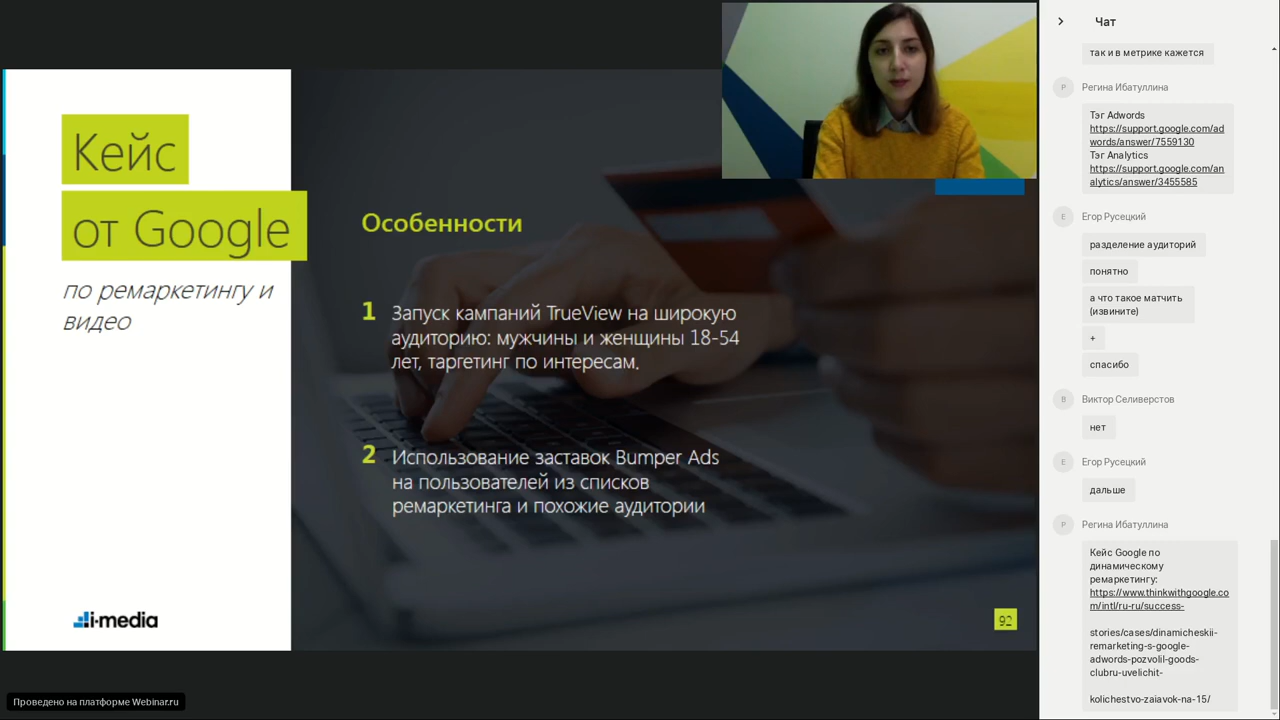 Кейс
от Google
по ремаркетингу и
видео
Особенности
1 Запуск кампаний TrueView на широкую
аудиторию: мужчины и женщины 18-54
лет, таргетинг по интересам.
2 Использование заставок Bumper Ads
на пользователей из списков
ремаркетинга и похожие аудитории
i-media
92
Проведено на платформе Webinar.ru
Чат
так и в метрике кажется
Р Регина Ибатуллина
Тэг Adwords
https://support.google.com/ad
words/answer/7559130
Тэг Analytics
https://support.google.com/an
alytics/answer/3455585
Е Егор Русецкий
разделение аудиторий
понятно
а что такое матчить
(извините)
+
спасибо
В Виктор Селиверстов
нет
Е Егор Русецкий
дальше
Р Регина Ибатуллина
Кейс Google по
динамическому
ремаркетингу:
https://www.thinkwithgoogle.co
m/intl/ru-ru/success-
stories/cases/dinamicheskii-
remarketing-s-google-
adwords-pozvolil-goods-
clubru-uvelichit-
kolichestvo-zaiavok-na-15/